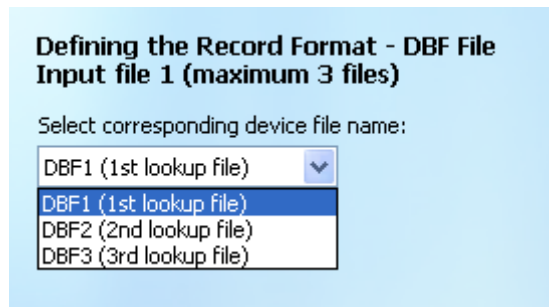 Defining the Record Format - DBF File
Input file 1 (maximum 3 files)
Select corresponding device file name:
DBF1 (1st lookup file)
DBF1 (1st lookup file)
DBF2 (2nd lookup file)
DBF3 (3rd lookup file)